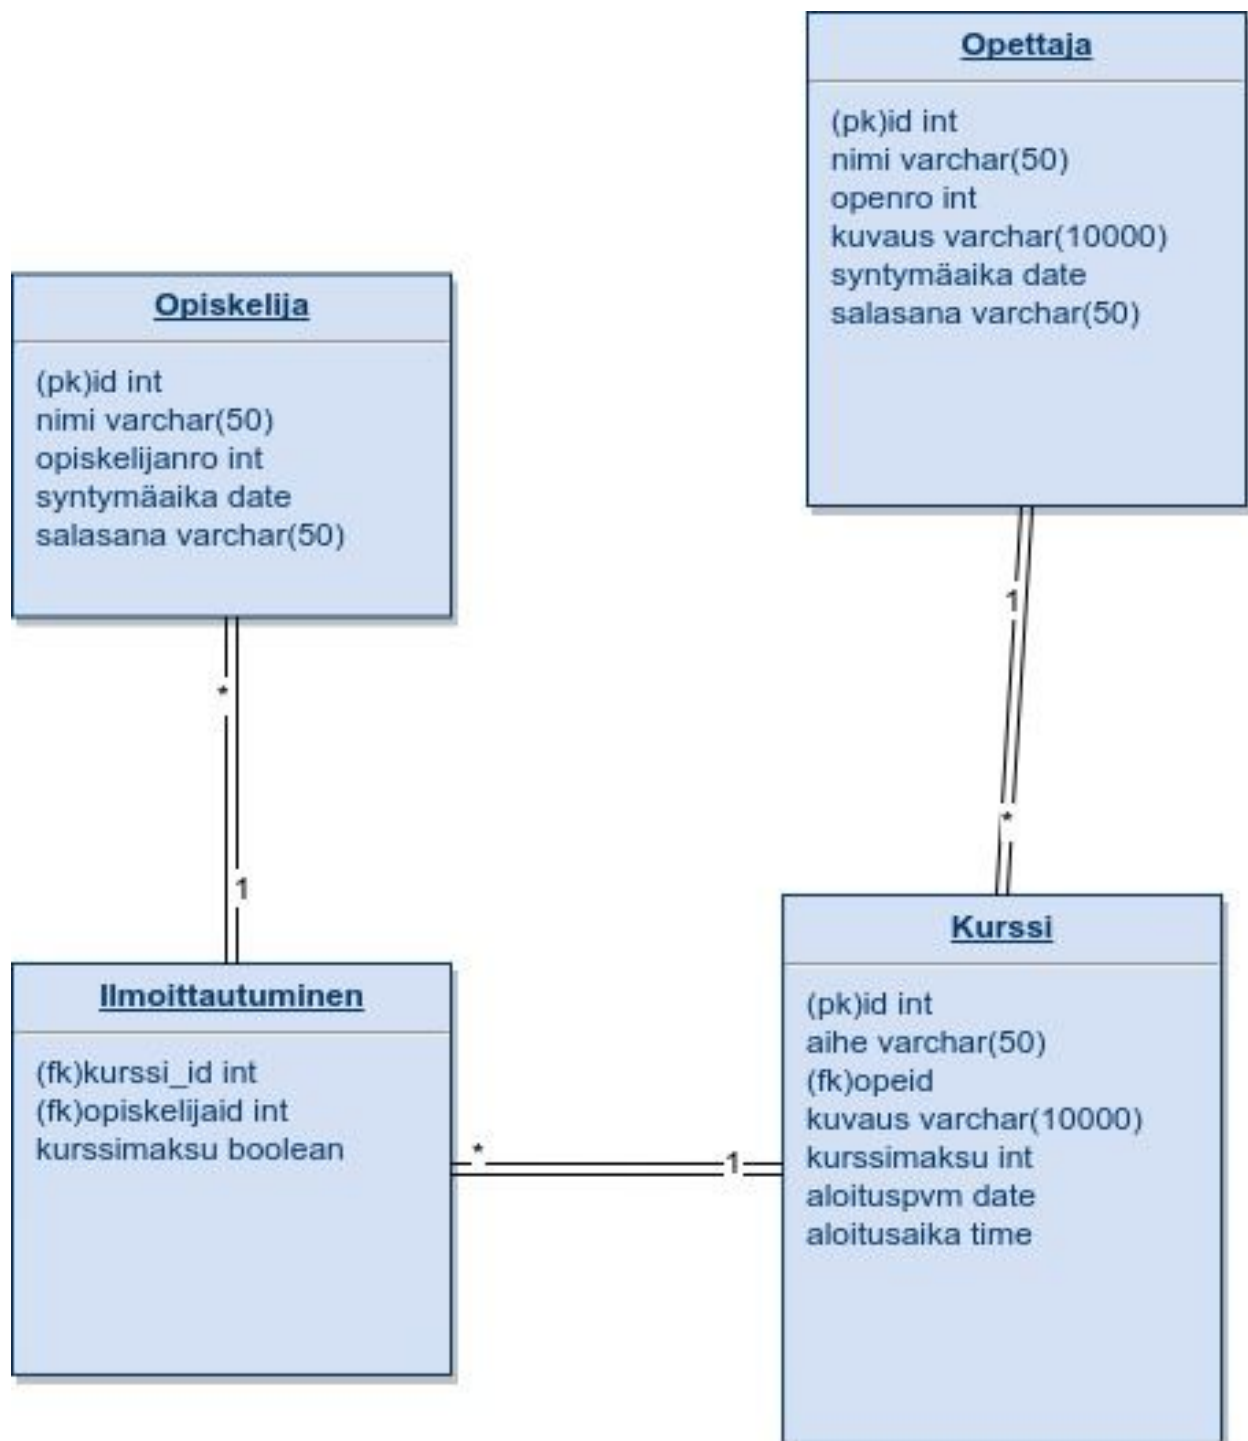 Opettaja
(pk)id int
nimi varchar(50)
openro int
kuvaus varchar(10000)
syntymäaika date
salasana varchar(50)
Opiskelija
(pk)id int
nimi varchar(50)
opiskelijanro int
syntymäaika date
salasana varchar(50)
1
*
*
1
Kurssi
(pk)id int
aihe varchar(50)
(fk)opeid
kuvaus varchar(10000)
kurssimaksu int
aloituspvm date
aloitusaika time
Ilmoittautuminen
(fk)kurssi_id int
(fk)opiskelijaid int
kurssimaksu boolean
*
1